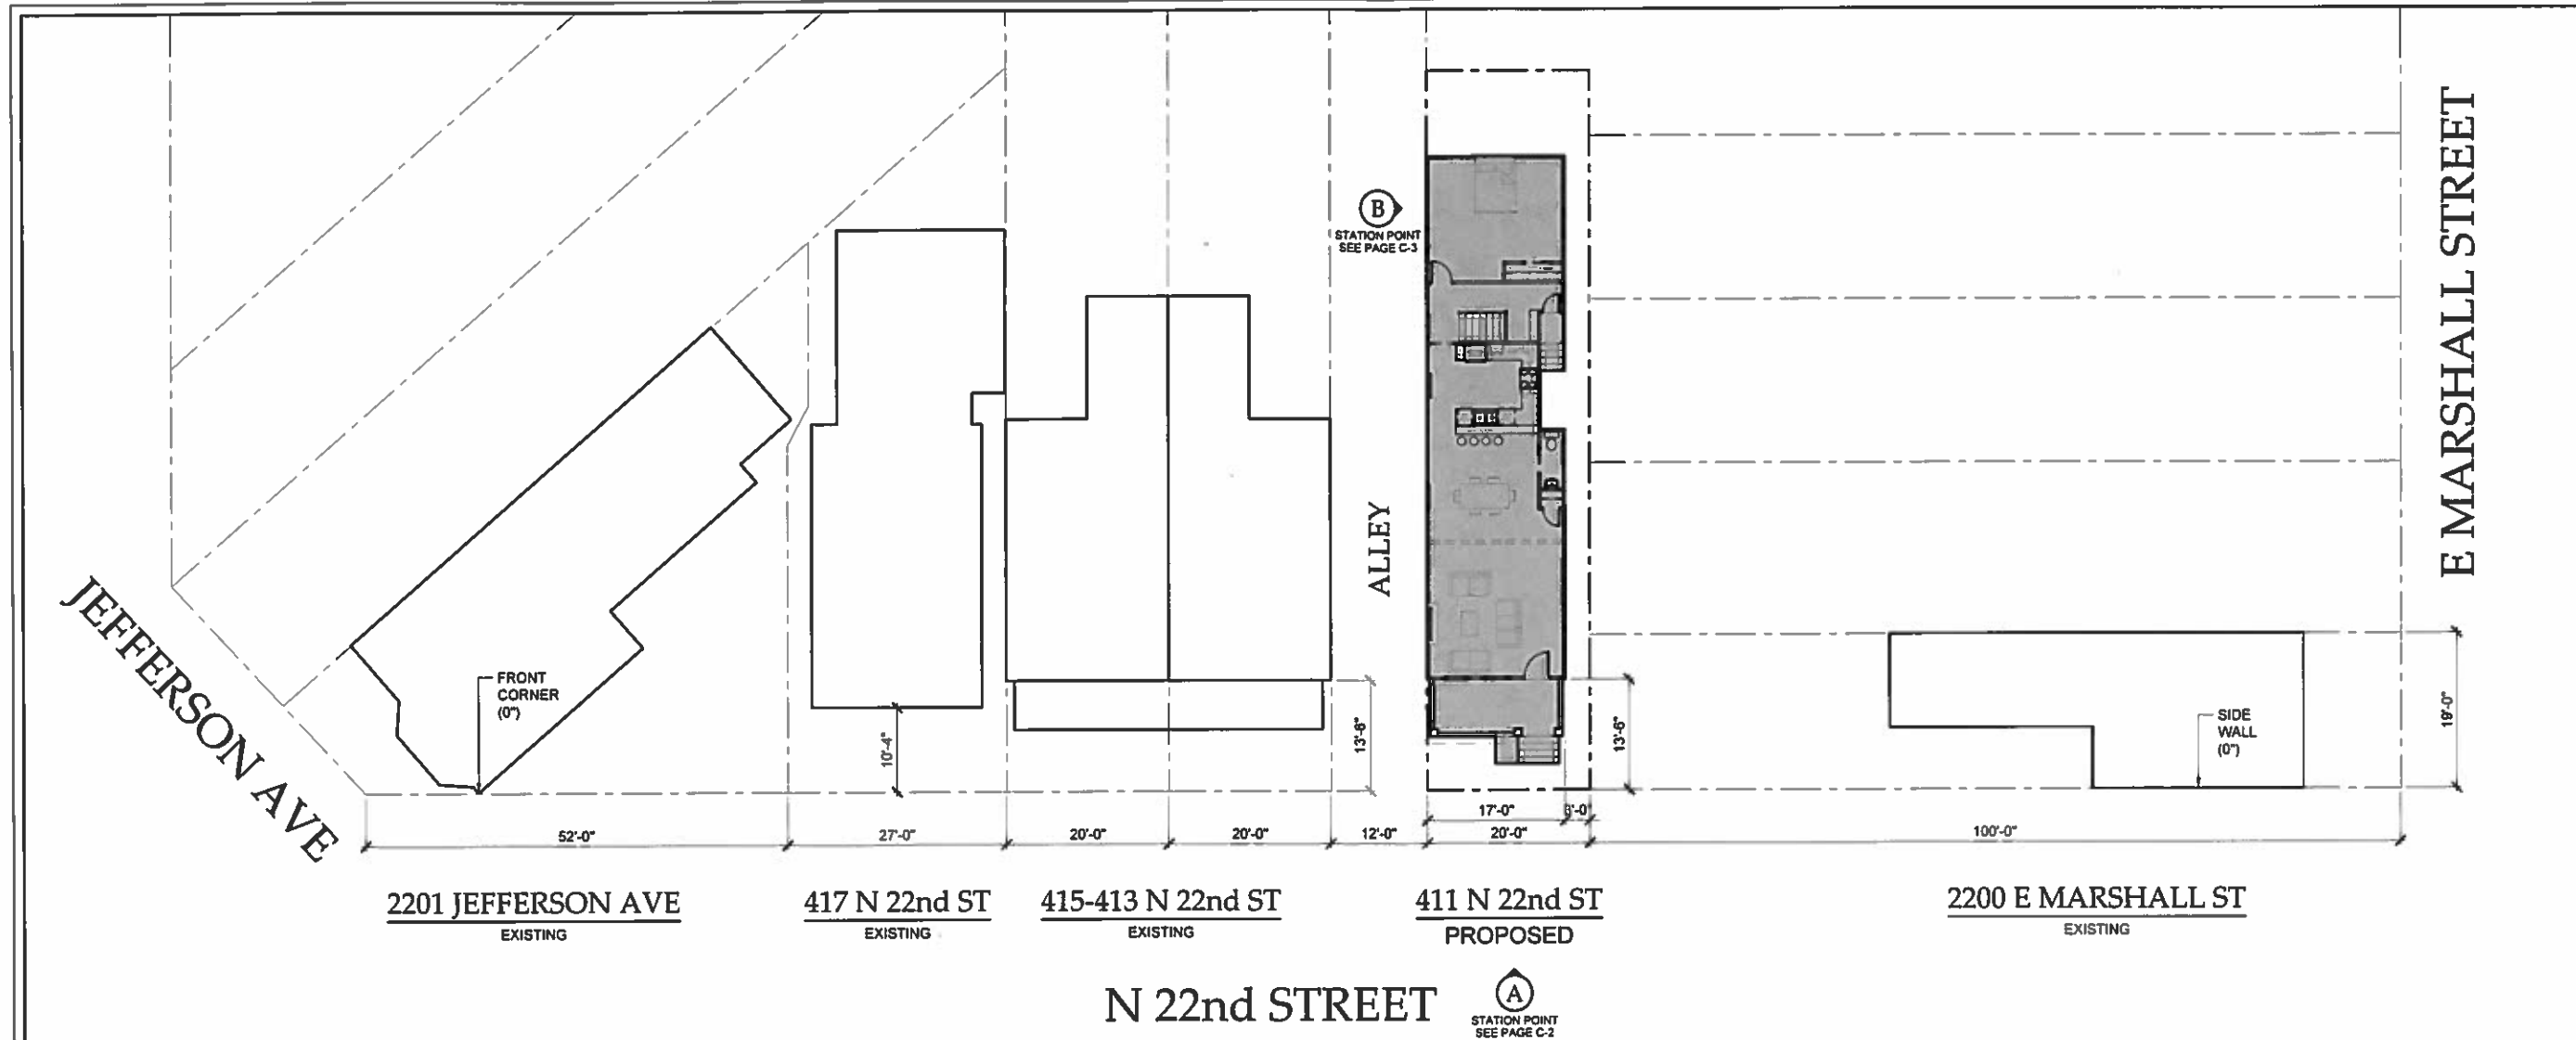 JEFFERSON AVE
FRONT
CORNER
(0")
10'-4"
13'-6"
ALLEY
B
STATION POINT
SEE PAGE C-3
13'-6"
SIDE
WALL
(0")
19'-0"
E MARSHALL STREET
17'-0"
52'-0"
27'-0"
20'-0"
20'-0"
12'-0"
20'-0"
100'-0"
2201 JEFFERSON AVE
EXISTING
417 N 22nd ST
EXISTING
415-413 N 22nd ST
EXISTING
411 N 22nd ST
PROPOSED
2200 E MARSHALL ST
EXISTING
N 22nd STREET
A
STATION POINT
SEE PAGE C-2